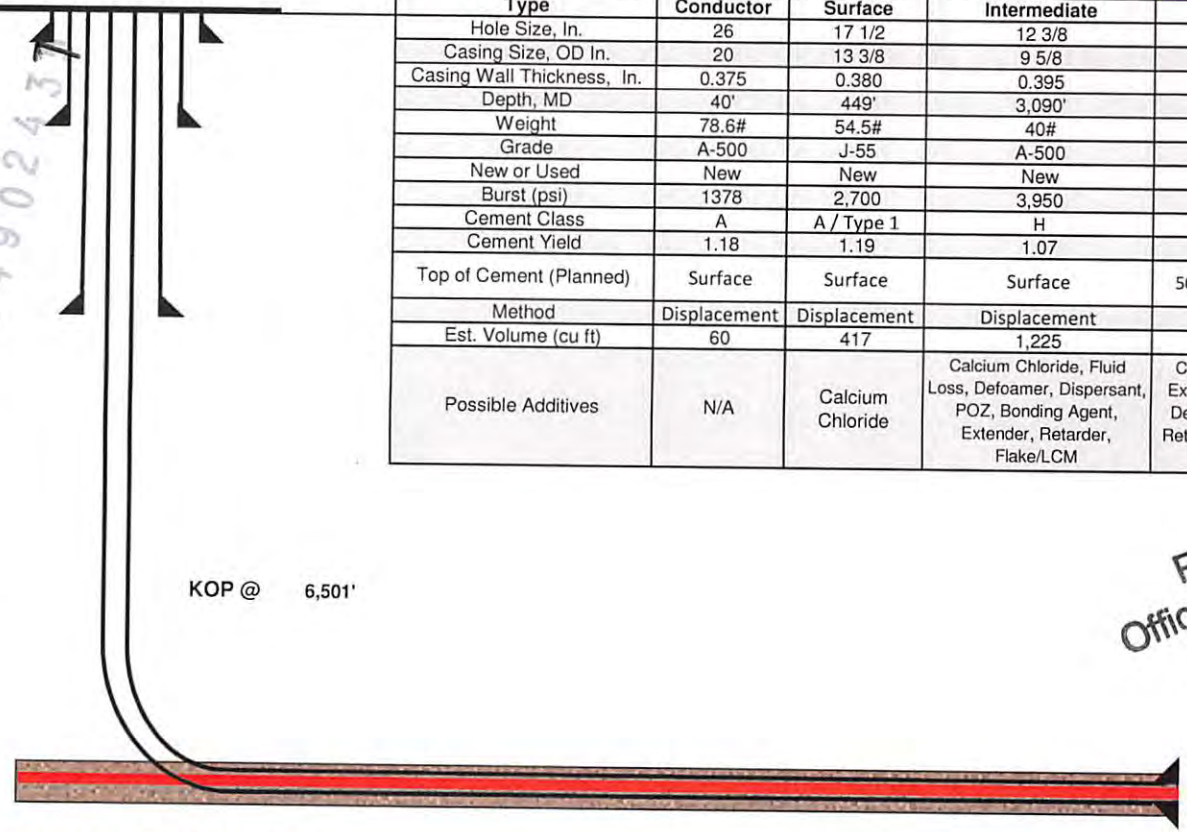 Type Conductor Surface Intermediate
Hole Size, In. 26 17 1/2 12 3/8
Casing Size, OD In. 20 13 3/8 9 5/8
Casing Wall Thickness, In. 0.375 0.380 0.395
Depth, MD 40' 449' 3,090'
Weight 78.6# 54.5# 40#
Grade A-500 J-55 A-500
New or Used New New New
Burst (psi) 1378 2,700 3,950
Cement Class A A / Type 1 H
Cement Yield 1.18 1.19 1.07
Top of Cement (Planned) Surface Surface Surface
Method Displacement Displacement Displacement
Est. Volume (cu ft) 60 417 1,225
Possible Additives N/A Calcium Chloride Calcium Chloride, Fluid
Loss, Defoamer, Dispersant,
POZ, Bonding Agent,
Extender, Retarder,
Flake/LCM
KOP @ 6,501'